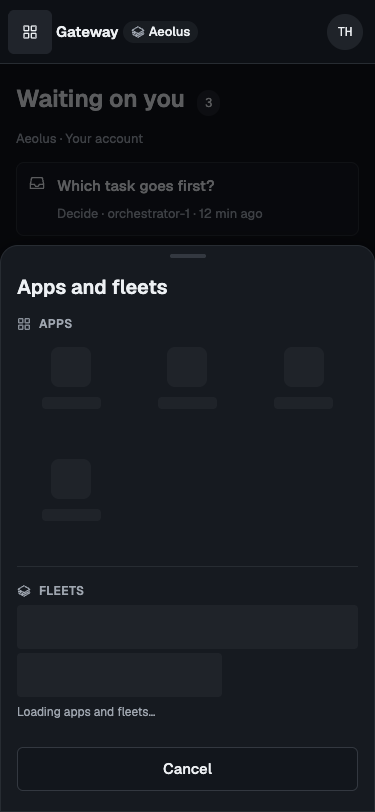 Gateway Aeolus TH
Waiting on you 3
Aeolus · Your account
Which task goes first?
Decide · orchestrator-1 · 12 min ago
Apps and fleets
APPS
FLEETS
Loading apps and fleets…
Cancel